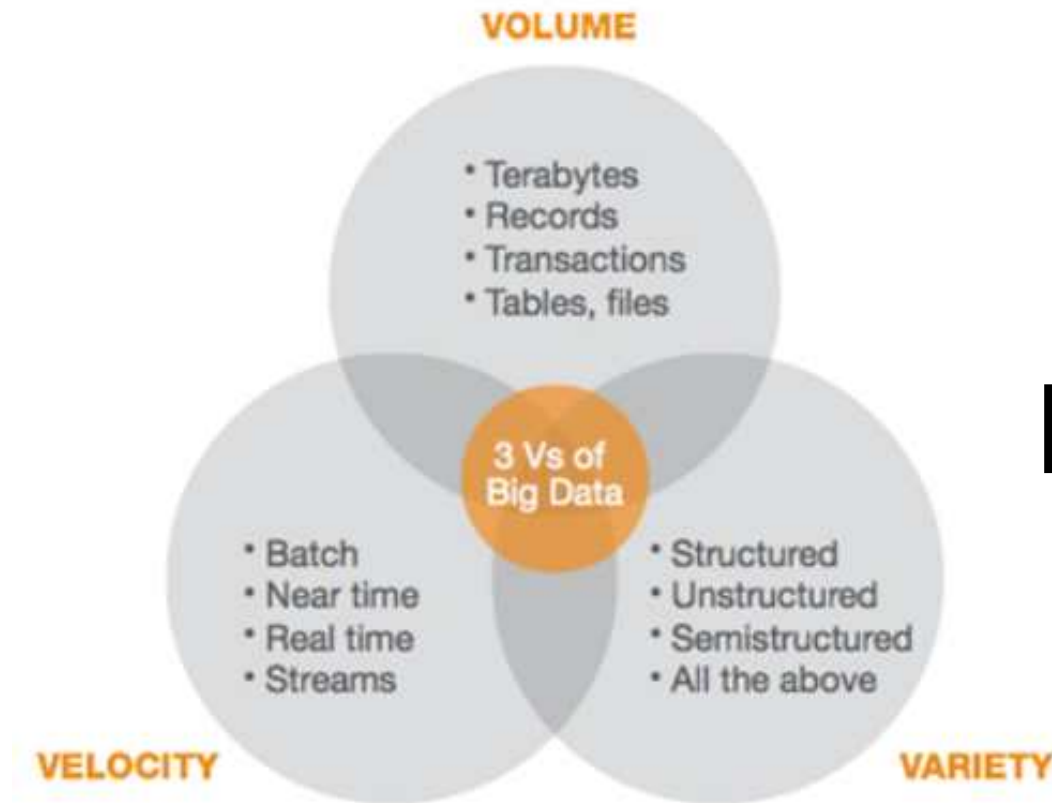 VOLUME
• Terabytes
• Records
• Transactions
• Tables, files
3 Vs of
Big Data
• Batch
• Near time
• Real time
• Streams
• Structured
• Unstructured
• Semistructured
• All the above
VELOCITY
VARIETY